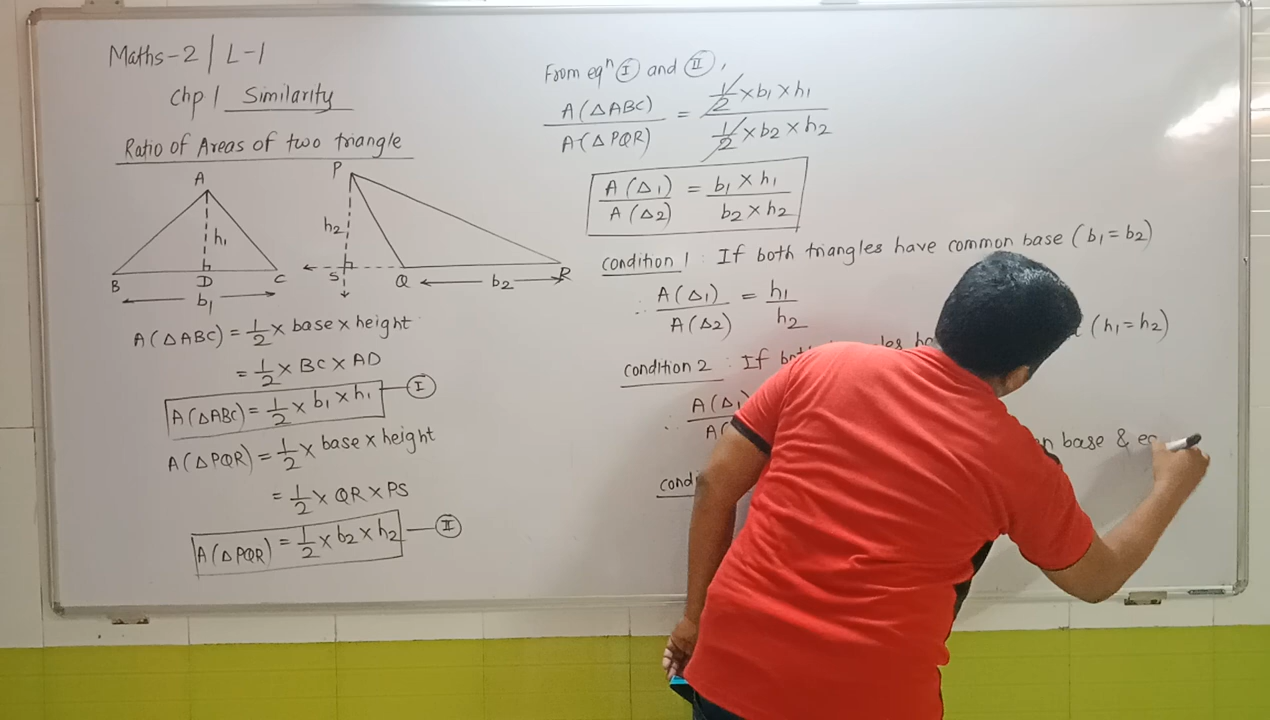 Maths-2 | L-1
Chp 1 Similarity
Ratio of Areas of two triangle
A
h₁
B D C
b₁
P
h₂
S Q R
b₂
A(△ABC) = 1/2 × base × height
= 1/2 × BC × AD
A(△ABC) = 1/2 × b₁ × h₁ — Ⓘ
A(△PQR) = 1/2 × base × height
= 1/2 × QR × PS
A(△PQR) = 1/2 × b₂ × h₂ — Ⅱ
From eqⁿ Ⓘ and Ⅱ,
A(△ABC) / A(△PQR) = 1/2 × b₁ × h₁ / 1/2 × b₂ × h₂
A(△1) / A(△2) = b₁ × h₁ / b₂ × h₂
condition 1 : If both triangles have common base (b₁ = b₂)
∴ A(△1) / A(△2) = h₁ / h₂
condition 2 : If (h₁ = h₂)
∴ A(△1
base &